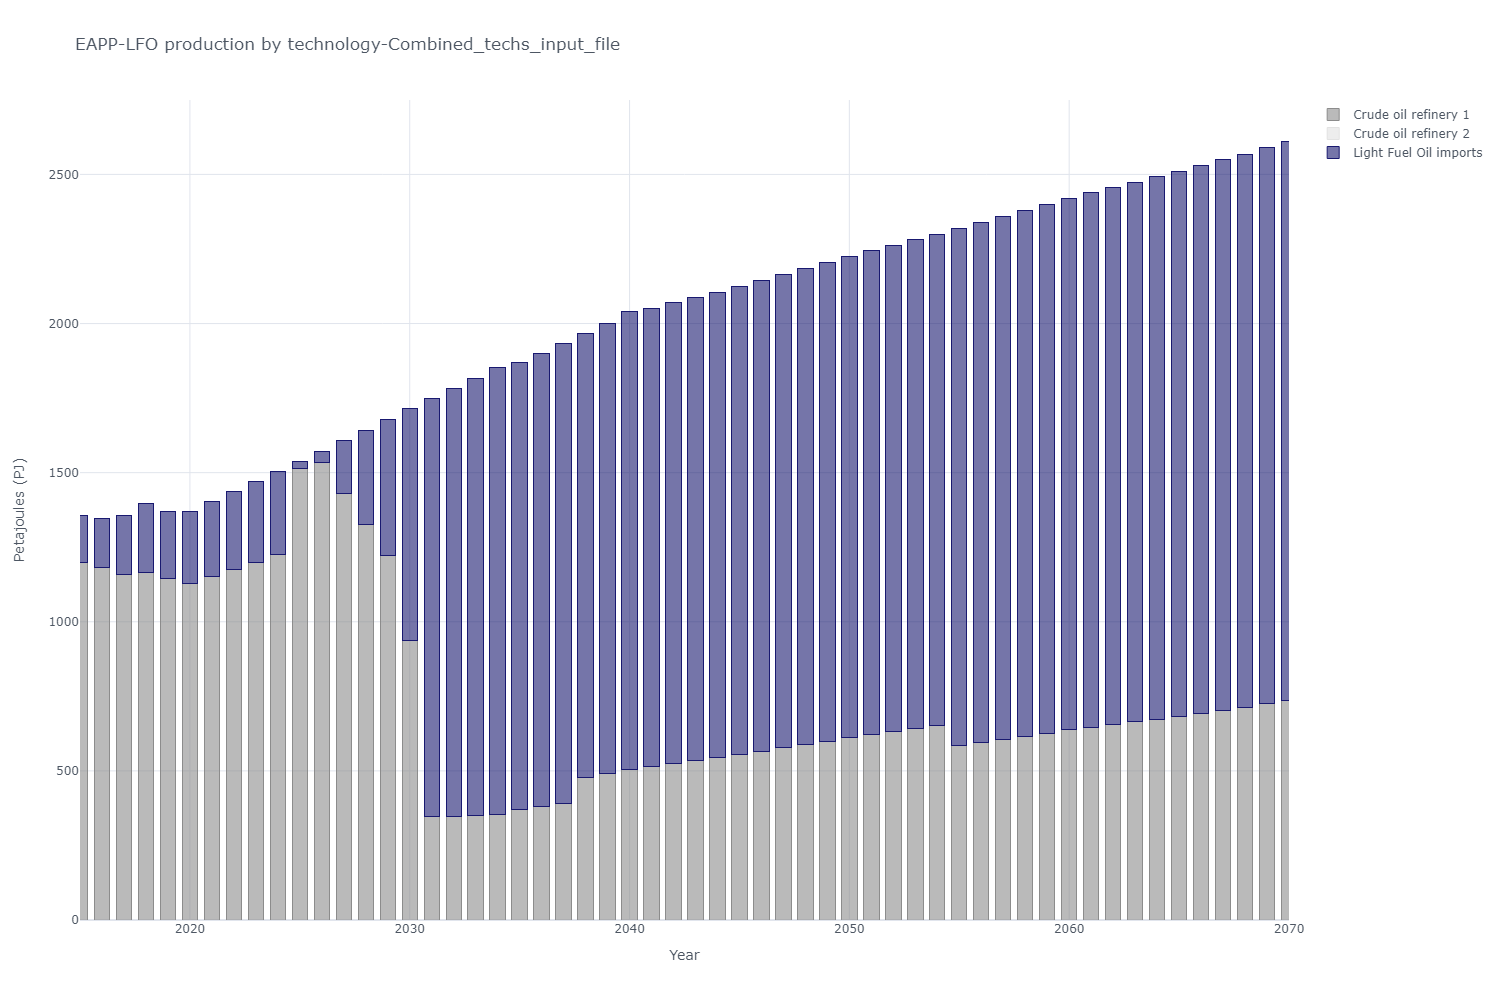 EAPP-LFO production by technology-Combined_techs_input_file
Crude oil refinery 1
Crude oil refinery 2
Light Fuel Oil imports
2500
2000
1500
1000
500
0
Petajoules (PJ)
2020
2030
2040
2050
2060
2070
Year